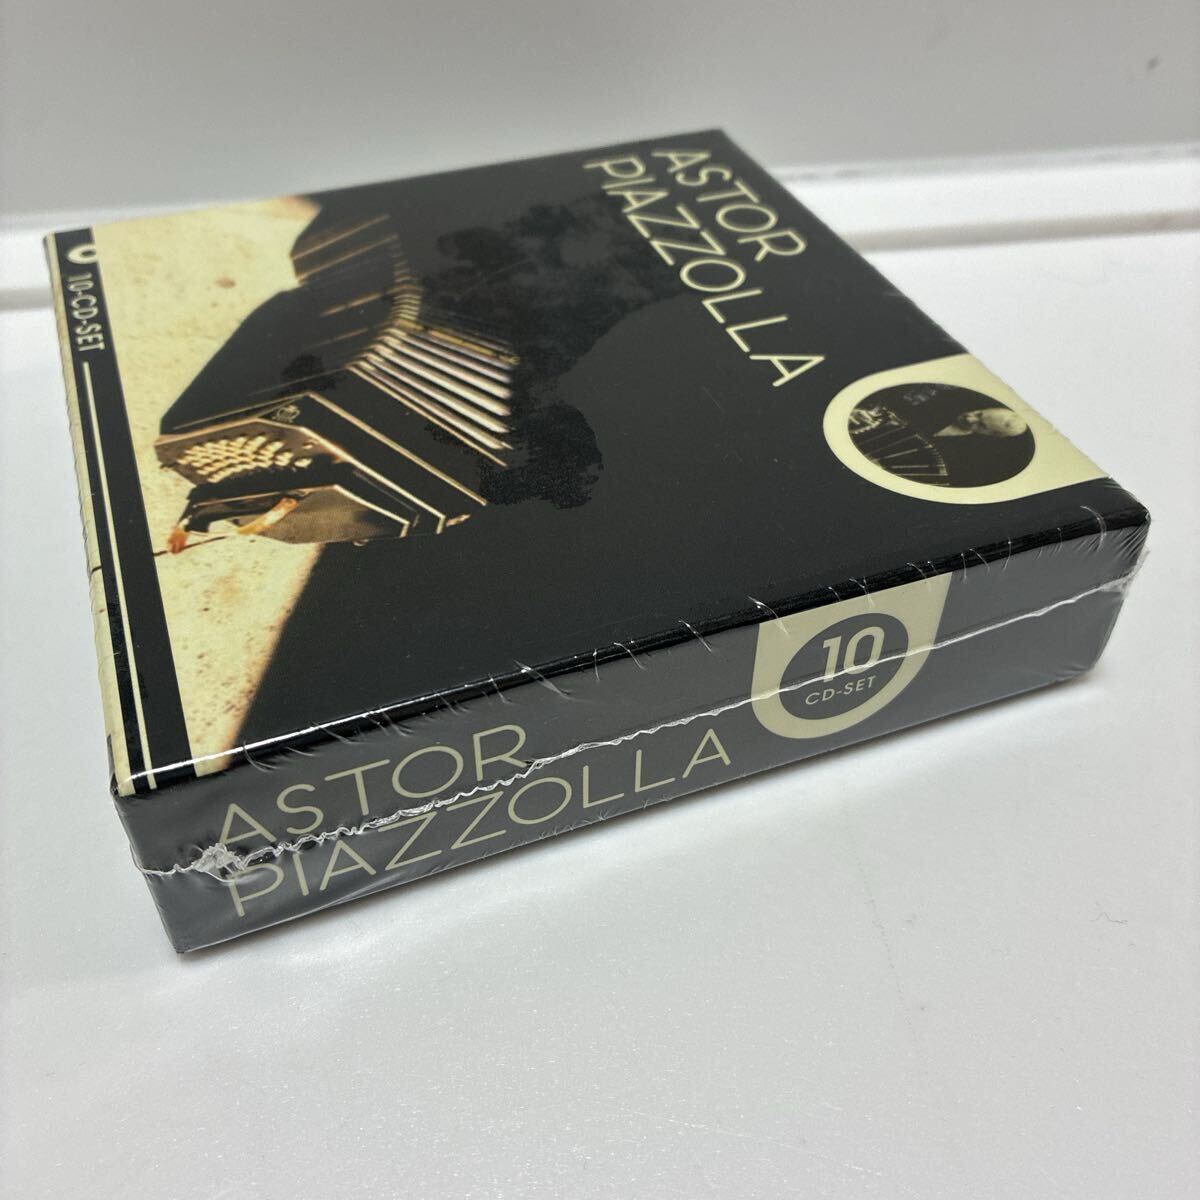 ASTOR
PIAZZOLLA
10-CD-SET
10
CD-SET
ASTOR
PIAZZOLLA